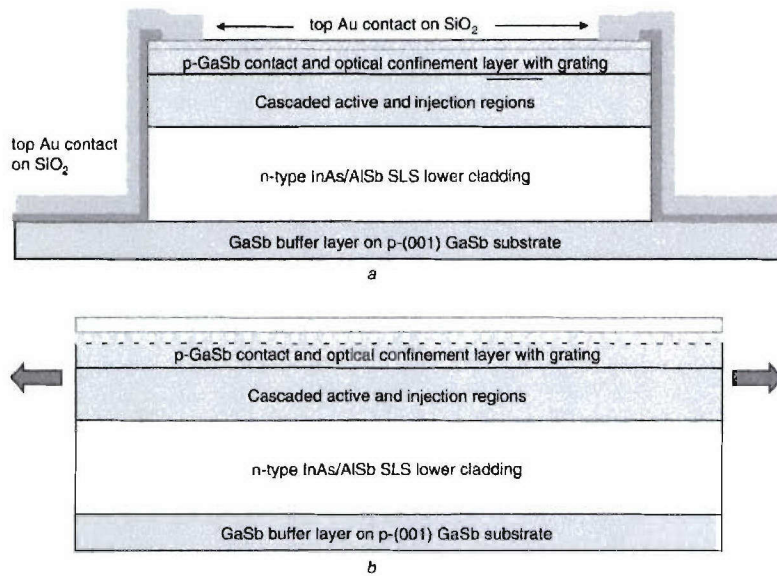 top Au contact on SiO₂
p-GaSb contact and optical confinement layer with grating
Cascaded active and injection regions
top Au contact
on SiO₂
n-type InAs/AlSb SLS lower cladding
GaSb buffer layer on p-(001) GaSb substrate
a
p-GaSb contact and optical confinement layer with grating
Cascaded active and injection regions
n-type InAs/AlSb SLS lower cladding
GaSb buffer layer on p-(001) GaSb substrate
b